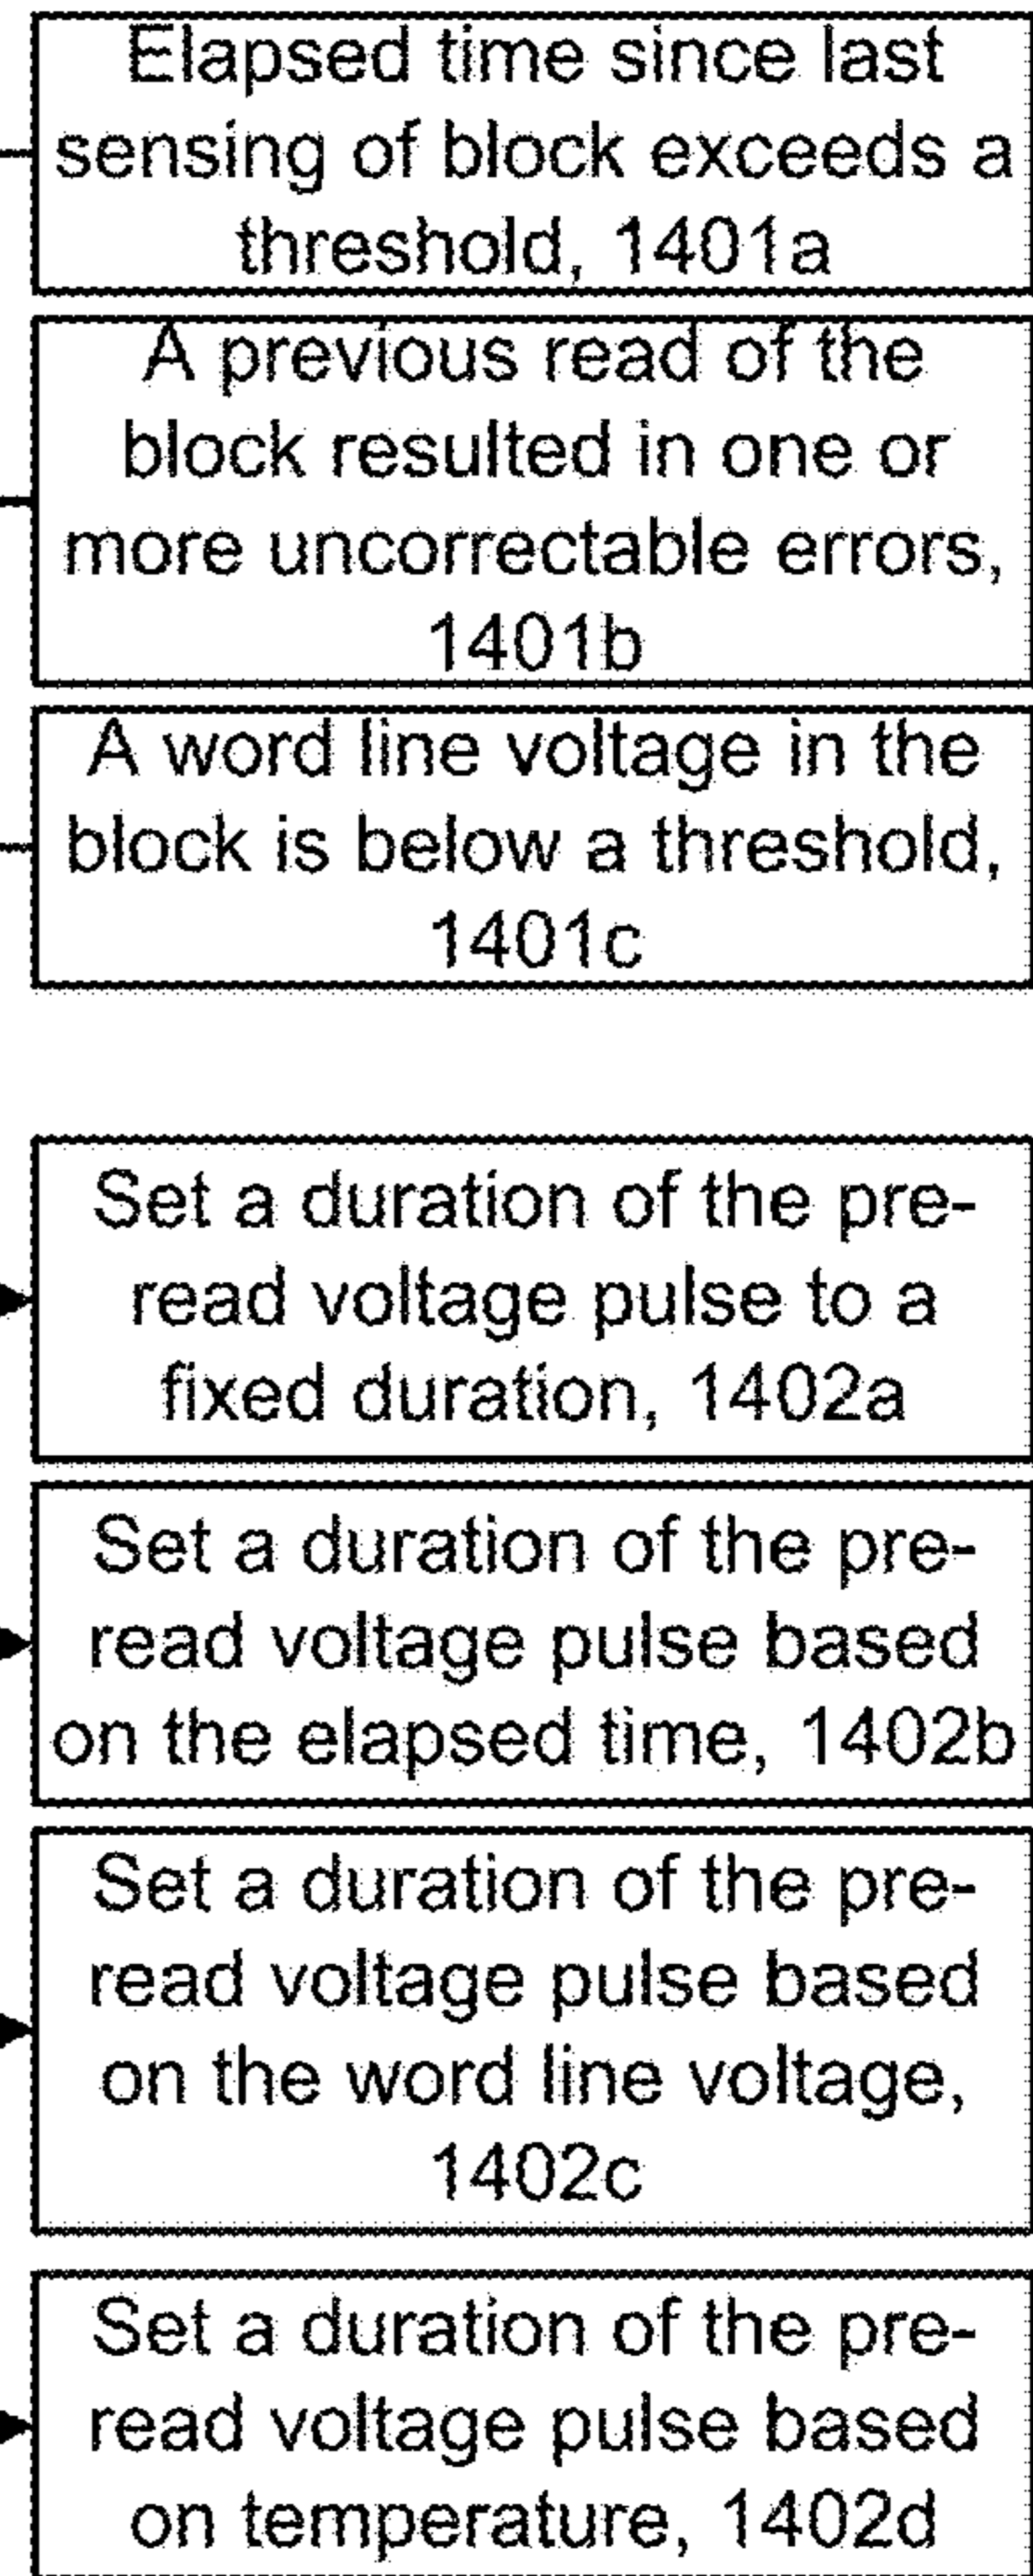 Elapsed time since last
sensing of block exceeds a
threshold, 1401a
A previous read of the
block resulted in one or
more uncorrectable errors,
1401b
A word line voltage in the
block is below a threshold,
1401c
Set a duration of the pre-
read voltage pulse to a
fixed duration, 1402a
Set a duration of the pre-
read voltage pulse based
on the elapsed time, 1402b
Set a duration of the pre-
read voltage pulse based
on the word line voltage,
1402c
Set a duration of the pre-
read voltage pulse based
on temperature, 1402d